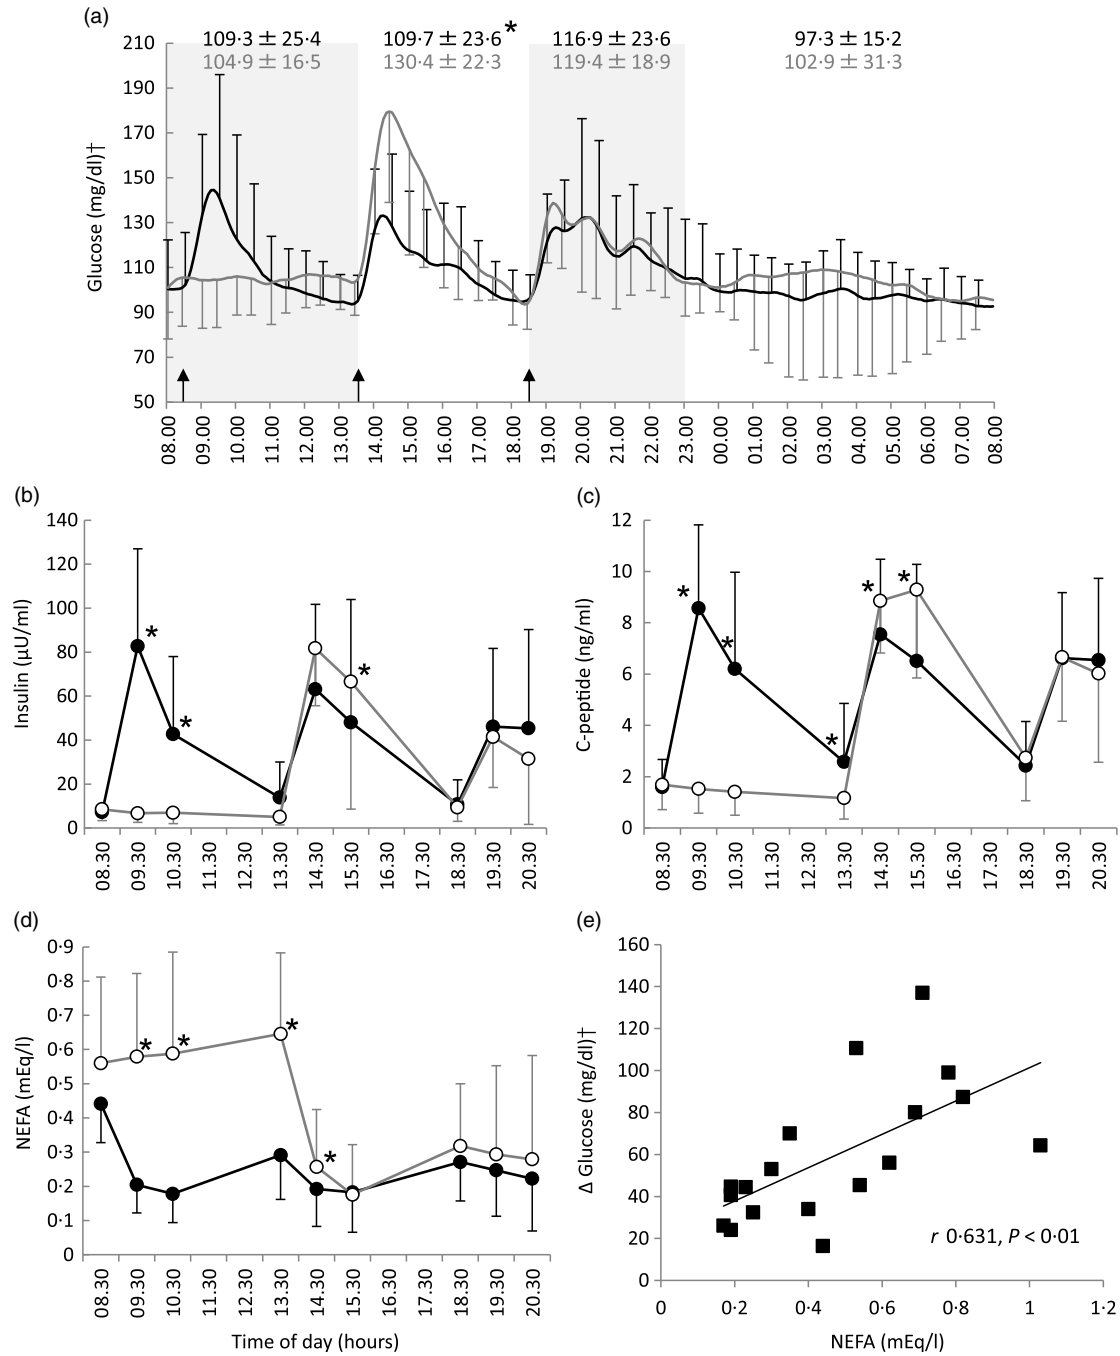 (a)
109·3 ± 25·4 109·7 ± 23·6* 116·9 ± 23·6 97·3 ± 15·2
104·9 ± 16·5 130·4 ± 22·3 119·4 ± 18·9 102·9 ± 31·3
Glucose (mg/dl)†
210
190
170
150
130
110
90
70
50
08.00 09.00 10.00 11.00 12.00 13.00 14.00 15.00 16.00 17.00 18.00 19.00 20.00 21.00 22.00 23.00 00.00 01.00 02.00 03.00 04.00 05.00 06.00 07.00 08.00
(b)
Insulin (µU/ml)
140
120
100
80
60
40
20
0
* * *
08.30 09.30 10.30 11.30 12.30 13.30 14.30 15.30 16.30 17.30 18.30 19.30 20.30
(c)
C-peptide (ng/ml)
12
10
8
6
4
2
0
* * * * *
08.30 09.30 10.30 11.30 12.30 13.30 14.30 15.30 16.30 17.30 18.30 19.30 20.30
(d)
NEFA (mEq/l)
0·9
0·8
0·7
0·6
0·5
0·4
0·3
0·2
0·1
0
* * * *
08.30 09.30 10.30 11.30 12.30 13.30 14.30 15.30 16.30 17.30 18.30 19.30 20.30
Time of day (hours)
(e)
Δ Glucose (mg/dl)†
160
140
120
100
80
60
40
20
0
r 0·631, P < 0·01
0 0·2 0·4 0·6 0·8 1 1·2
NEFA (mEq/l)